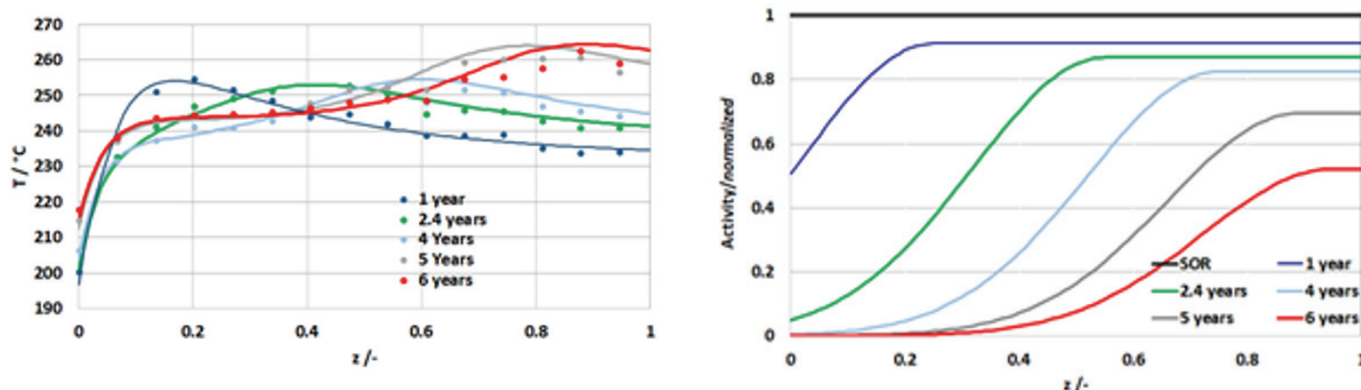 270
260
250
240
230
220
210
200
190
T / °C
0
0.2
0.4
0.6
0.8
1
z /-
1 year
2.4 years
4 Years
5 Years
6 years
1
0.8
0.6
0.4
0.2
0
Activity/normalized
0
0.2
0.4
0.6
0.8
1
z /-
SOR
1 year
2.4 years
4 years
5 years
6 years